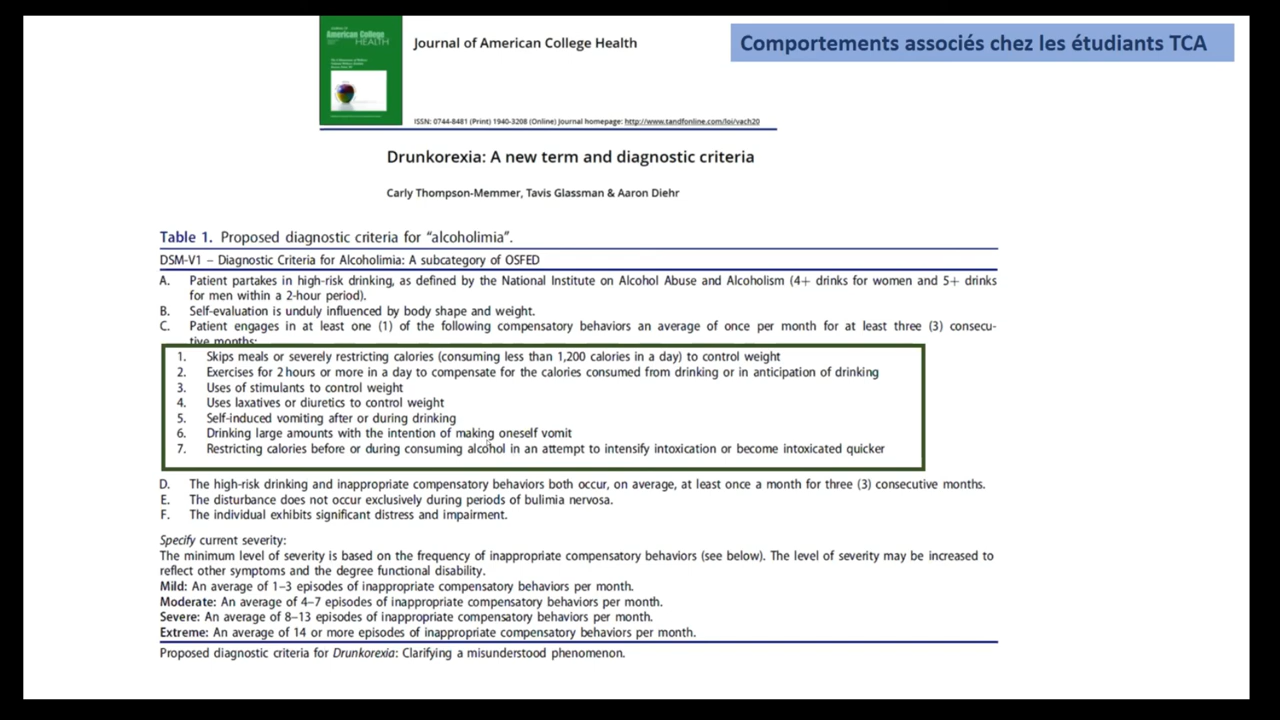 American College
HEALTH
Journal of American College Health
Comportements associés chez les étudiants TCA
ISSN: 0744-8481 (Print) 1940-3208 (Online) Journal homepage: http://www.tandfonline.com/loi/vach20
Drunkorexia: A new term and diagnostic criteria
Carly Thompson-Memmer, Tavis Glassman & Aaron Diehr
Table 1. Proposed diagnostic criteria for “alcoholimia”.
DSM-V1 – Diagnostic Criteria for Alcoholimia: A subcategory of OSFED
A. Patient partakes in high-risk drinking, as defined by the National Institute on Alcohol Abuse and Alcoholism (4+ drinks for women and 5+ drinks
for men within a 2-hour period).
B. Self-evaluation is unduly influenced by body shape and weight.
C. Patient engages in at least one (1) of the following compensatory behaviors an average of once per month for at least three (3) consecu-
tive months:
1. Skips meals or severely restricting calories (consuming less than 1,200 calories in a day) to control weight
2. Exercises for 2 hours or more in a day to compensate for the calories consumed from drinking or in anticipation of drinking
3. Uses of stimulants to control weight
4. Uses laxatives or diuretics to control weight
5. Self-induced vomiting after or during drinking
6. Drinking large amounts with the intention of making oneself vomit
7. Restricting calories before or during consuming alcohol in an attempt to intensify intoxication or become intoxicated quicker
D. The high-risk drinking and inappropriate compensatory behaviors both occur, on average, at least once a month for three (3) consecutive months.
E. The disturbance does not occur exclusively during periods of bulimia nervosa.
F. The individual exhibits significant distress and impairment.
Specify current severity:
The minimum level of severity is based on the frequency of inappropriate compensatory behaviors (see below). The level of severity may be increased to
reflect other symptoms and the degree functional disability.
Mild: An average of 1–3 episodes of inappropriate compensatory behaviors per month.
Moderate: An average of 4–7 episodes of inappropriate compensatory behaviors per month.
Severe: An average of 8–13 episodes of inappropriate compensatory behaviors per month.
Extreme: An average of 14 or more episodes of inappropriate compensatory behaviors per month.
Proposed diagnostic criteria for Drunkorexia: Clarifying a misunderstood phenomenon.